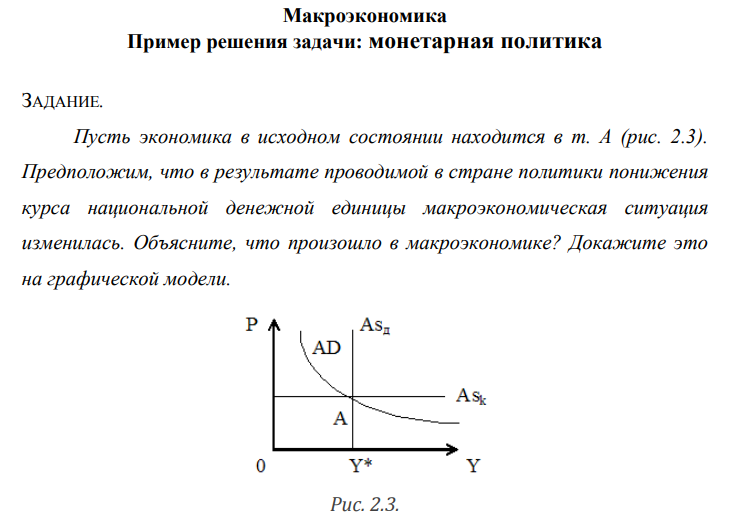 Макроэкономика
Пример решения задачи: монетарная политика
ЗАДАНИЕ.
Пусть экономика в исходном состоянии находится в т. А (рис. 2.3).
Предположим, что в результате проводимой в стране политики понижения
курса национальной денежной единицы макроэкономическая ситуация
изменилась. Объясните, что произошло в макроэкономике? Докажите это
на графической модели.
P
Asд
AD
Ask
A
0
Y*
Y
Рис. 2.3.